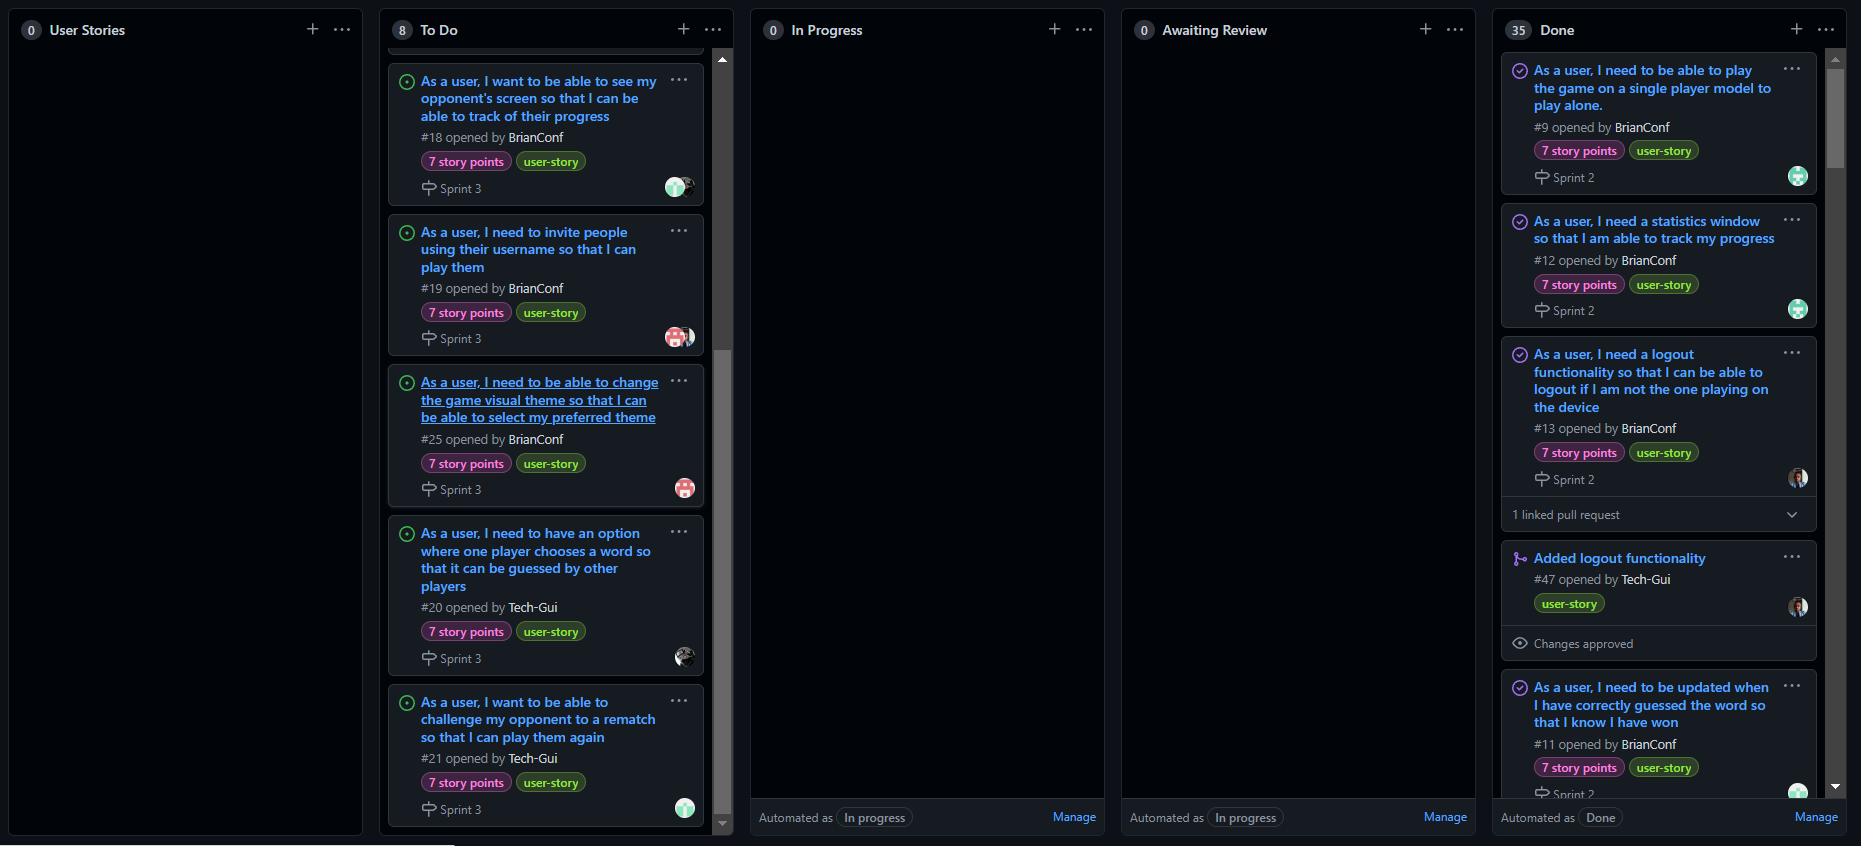 0 User Stories
8 To Do
As a user, I want to be able to see my
opponent's screen so that I can be
able to track of their progress
#18 opened by BrianConf
7 story points user-story
Sprint 3
As a user, I need to invite people
using their username so that I can
play them
#19 opened by BrianConf
7 story points user-story
Sprint 3
As a user, I need to be able to change
the game visual theme so that I can
be able to select my preferred theme
#25 opened by BrianConf
7 story points user-story
Sprint 3
As a user, I need to have an option
where one player chooses a word so
that it can be guessed by other
players
#20 opened by Tech-Gui
7 story points user-story
Sprint 3
As a user, I want to be able to
challenge my opponent to a rematch
so that I can play them again
#21 opened by Tech-Gui
7 story points user-story
Sprint 3
0 In Progress
Automated as In progress Manage
0 Awaiting Review
Automated as In progress Manage
35 Done
As a user, I need to be able to play
the game on a single player model to
play alone.
#9 opened by BrianConf
7 story points user-story
Sprint 2
As a user, I need a statistics window
so that I am able to track my progress
#12 opened by BrianConf
7 story points user-story
Sprint 2
As a user, I need a logout
functionality so that I can be able to
logout if I am not the one playing on
the device
#13 opened by BrianConf
7 story points user-story
Sprint 2
1 linked pull request
Added logout functionality
#47 opened by Tech-Gui
user-story
Changes approved
As a user, I need to be updated when
I have correctly guessed the word so
that I know I have won
#11 opened by BrianConf
7 story points user-story
Sprint 2
Automated as Done Manage